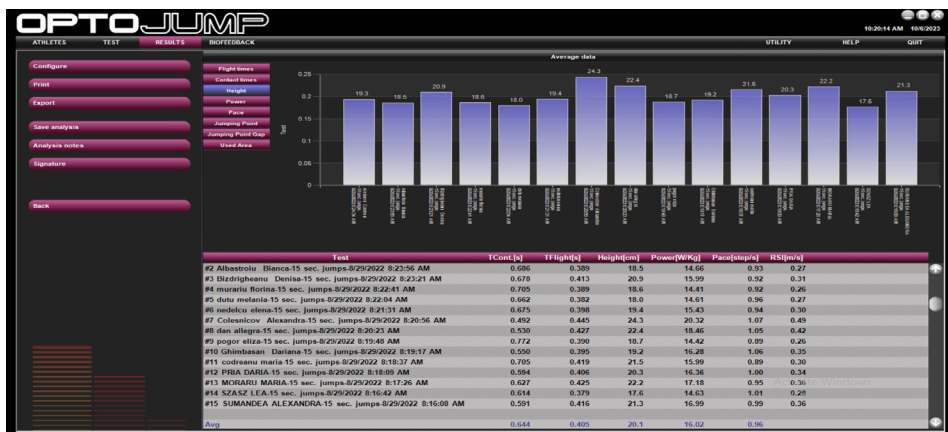 OPTOJUMP
10:20:14 AM 10/6/2023
ATHLETES TEST RESULTS BIOFEEDBACK UTILITY HELP QUIT
Configure
Print
Export
Save analysis
Analysis notes
Signature
Back
Average data
Flight times
Contact times
Height
Power
Pace
Jumping Point
Jumping Point Gap
Used Area
Test
0.26
0.2
0.15
0.1
0.05
0
19.3 18.5 20.9 18.6 18.0 19.4 24.3 22.4 18.7 19.2 21.5 20.3 22.2 17.6 21.3
Test TCont.[s] TFlight[s] Height[cm] Power[W/Kg] Pace[step/s] RSI[m/s]
#2 Albastroiu Bianca-15 sec. jumps-8/29/2022 8:23:56 AM 0.686 0.389 18.5 14.66 0.93 0.27
#3 Bizdrigheanu Denisa-15 sec. jumps-8/29/2022 8:23:21 AM 0.678 0.413 20.9 15.99 0.92 0.31
#4 murariu florina-15 sec. jumps-8/29/2022 8:22:41 AM 0.705 0.389 18.6 14.41 0.92 0.26
#5 dutu melania-15 sec. jumps-8/29/2022 8:22:04 AM 0.662 0.382 18.0 14.61 0.96 0.27
#6 nedelcu elena-15 sec. jumps-8/29/2022 8:21:31 AM 0.675 0.398 19.4 15.43 0.94 0.30
#7 Colesnicov Alexandra-15 sec. jumps-8/29/2022 8:20:56 AM 0.492 0.445 24.3 20.32 1.07 0.49
#8 dan allegra-15 sec. jumps-8/29/2022 8:20:23 AM 0.530 0.427 22.4 18.46 1.05 0.42
#9 pogor eliza-15 sec. jumps-8/29/2022 8:19:48 AM 0.772 0.390 18.7 14.42 0.89 0.26
#10 Ghimbasan Dariana-15 sec. jumps-8/29/2022 8:19:17 AM 0.550 0.395 19.2 16.28 1.06 0.35
#11 codreanu maria-15 sec. jumps-8/29/2022 8:18:37 AM 0.705 0.419 21.5 15.99 0.89 0.30
#12 PRIA DARIA-15 sec. jumps-8/29/2022 8:18:09 AM 0.594 0.406 20.3 16.36 1.00 0.34
#13 MORARU MARIA-15 sec. jumps-8/29/2022 8:17:26 AM 0.627 0.425 22.2 17.18 0.95 0.36
Activate Windows
#14 SZASZ LEA-15 sec. jumps-8/29/2022 8:16:42 AM 0.614 0.379 17.6 14.63 1.01 0.28
#15 SUMANDEA ALEXANDRA-15 sec. jumps-8/29/2022 8:16:08 AM 0.591 0.416 21.3 16.99 0.99 0.36
Avg 0.644 0.405 20.1 16.02 0.96